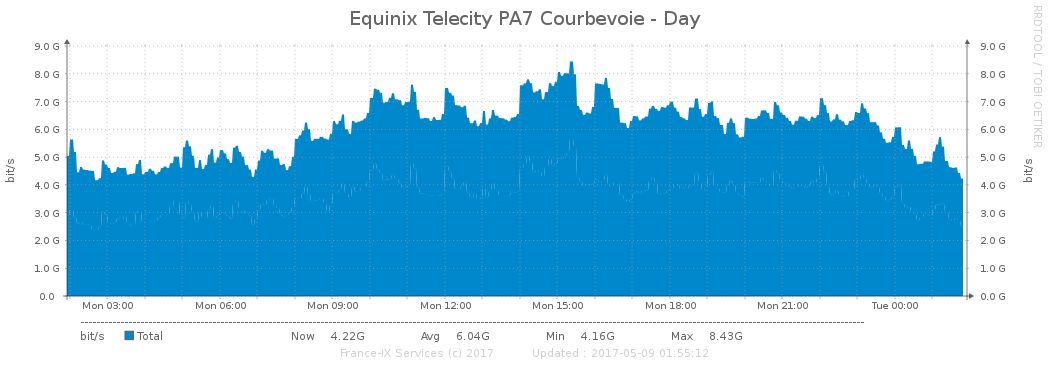 Equinix Telecity PA7 Courbevoie - Day
RRDTOOL / TOBI OETIKER
bit/s
bit/s
9.0 G 9.0 G
8.0 G 8.0 G
7.0 G 7.0 G
6.0 G 6.0 G
5.0 G 5.0 G
4.0 G 4.0 G
3.0 G 3.0 G
2.0 G 2.0 G
1.0 G 1.0 G
0.0 0.0 G
Mon 03:00 Mon 06:00 Mon 09:00 Mon 12:00 Mon 15:00 Mon 18:00 Mon 21:00 Tue 00:00
bit/s Total Now 4.22G Avg 6.04G Min 4.16G Max 8.43G
France-IX Services (c) 2017 Updated : 2017-05-09 01:55:12